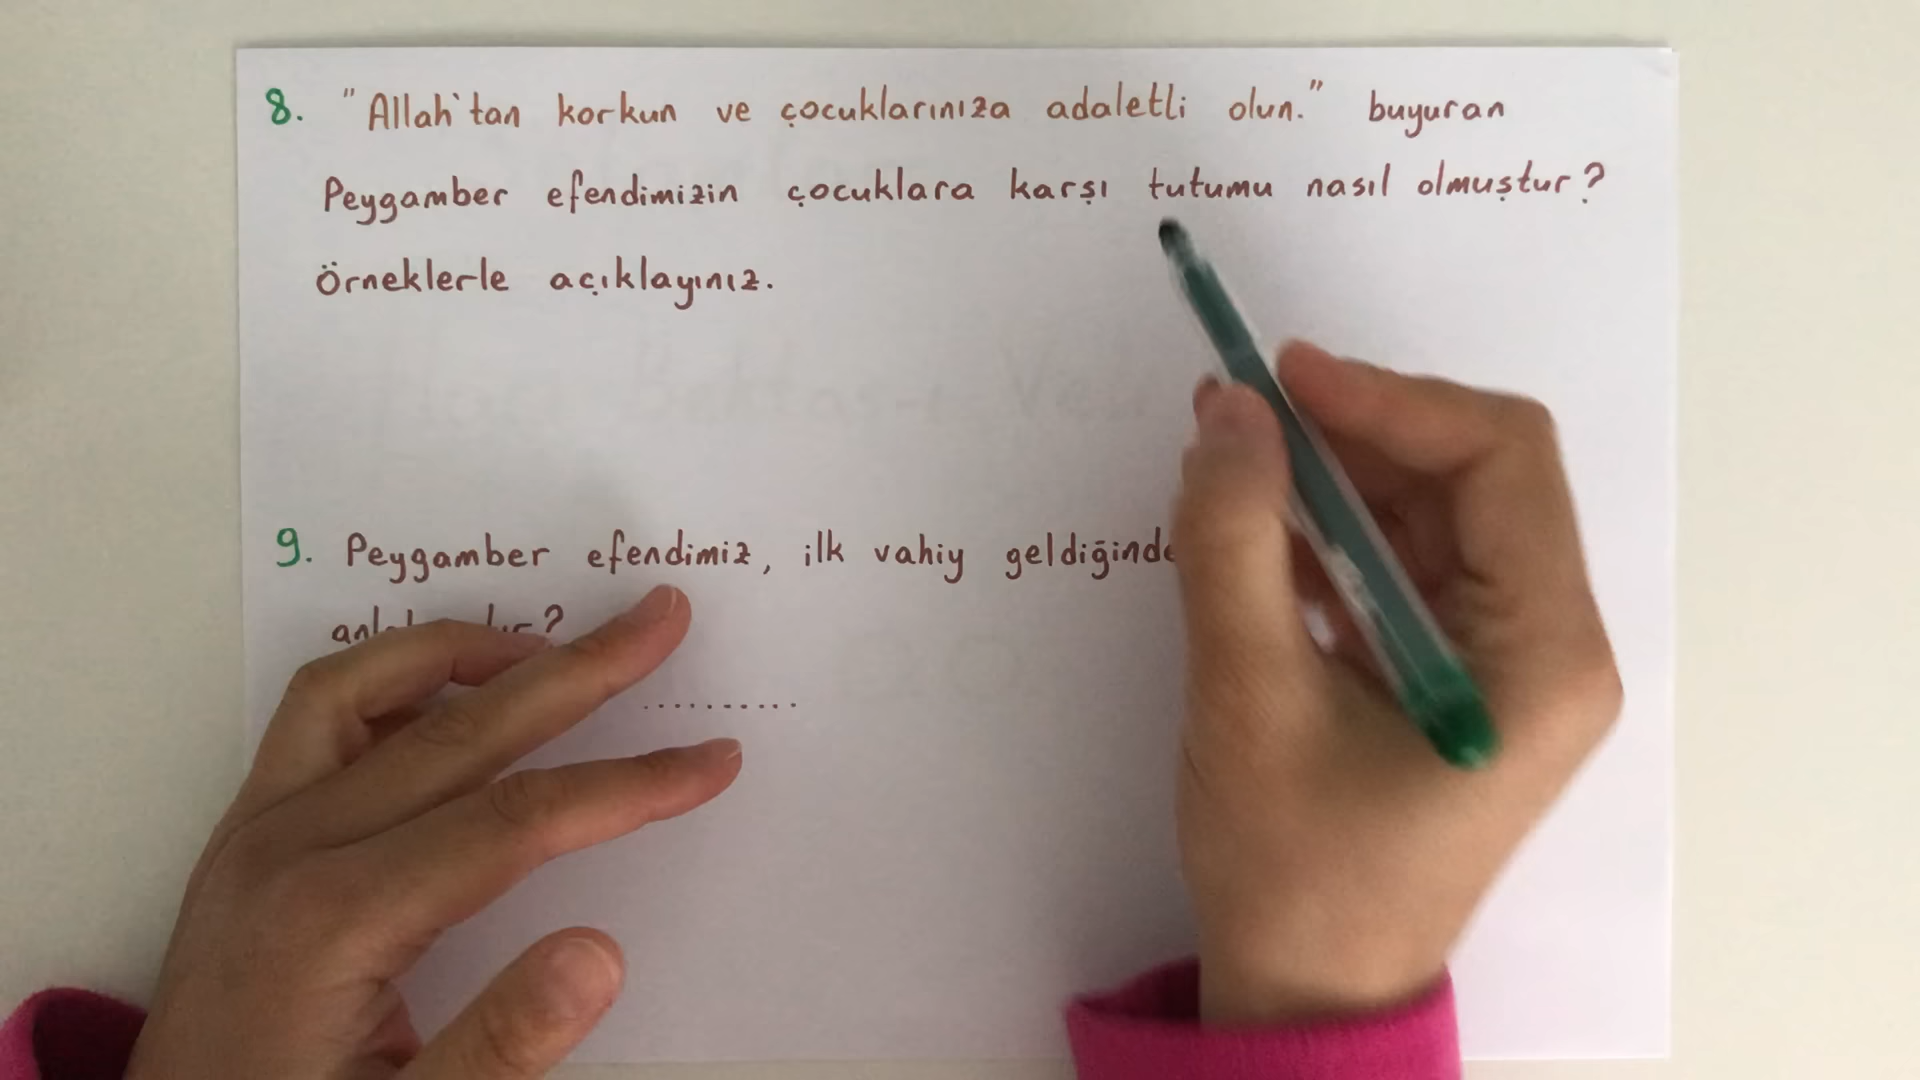 8. "Allah'tan korkun ve çocuklarınıza adaletli olun." buyuran
Peygamber efendimizin çocuklara karşı tutumu nasıl olmuştur?
Örneklerle açıklayınız.
9. Peygamber efendimiz, ilk vahiy geldiğinde
..........